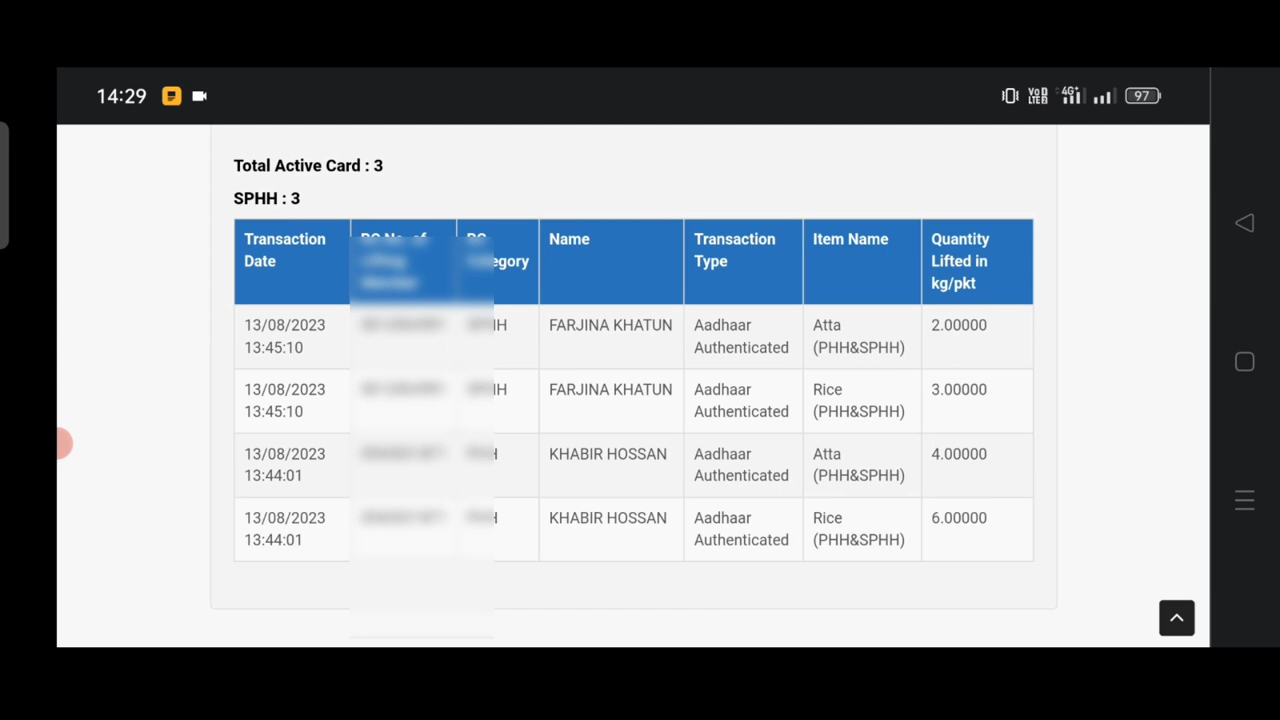 14:29
VoD LTE2 4G+ 97
Total Active Card : 3
SPHH : 3
Transaction Date Name Transaction Type Item Name Quantity Lifted in kg/pkt
13/08/2023 13:45:10 FARJINA KHATUN Aadhaar Authenticated Atta (PHH&SPHH) 2.00000
13/08/2023 13:45:10 FARJINA KHATUN Aadhaar Authenticated Rice (PHH&SPHH) 3.00000
13/08/2023 13:44:01 KHABIR HOSSAN Aadhaar Authenticated Atta (PHH&SPHH) 4.00000
13/08/2023 13:44:01 KHABIR HOSSAN Aadhaar Authenticated Rice (PHH&SPHH) 6.00000